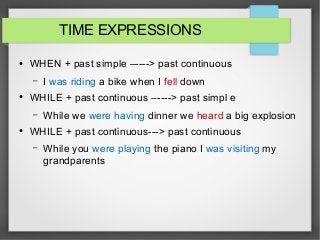 TIME EXPRESSIONS
● WHEN + past simple ------> past continuous
– I was riding a bike when I fell down
● WHILE + past continuous ------> past simpl e
– While we were having dinner we heard a big explosion
● WHILE + past continuous---> past continuous
– While you were playing the piano I was visiting my
grandparents